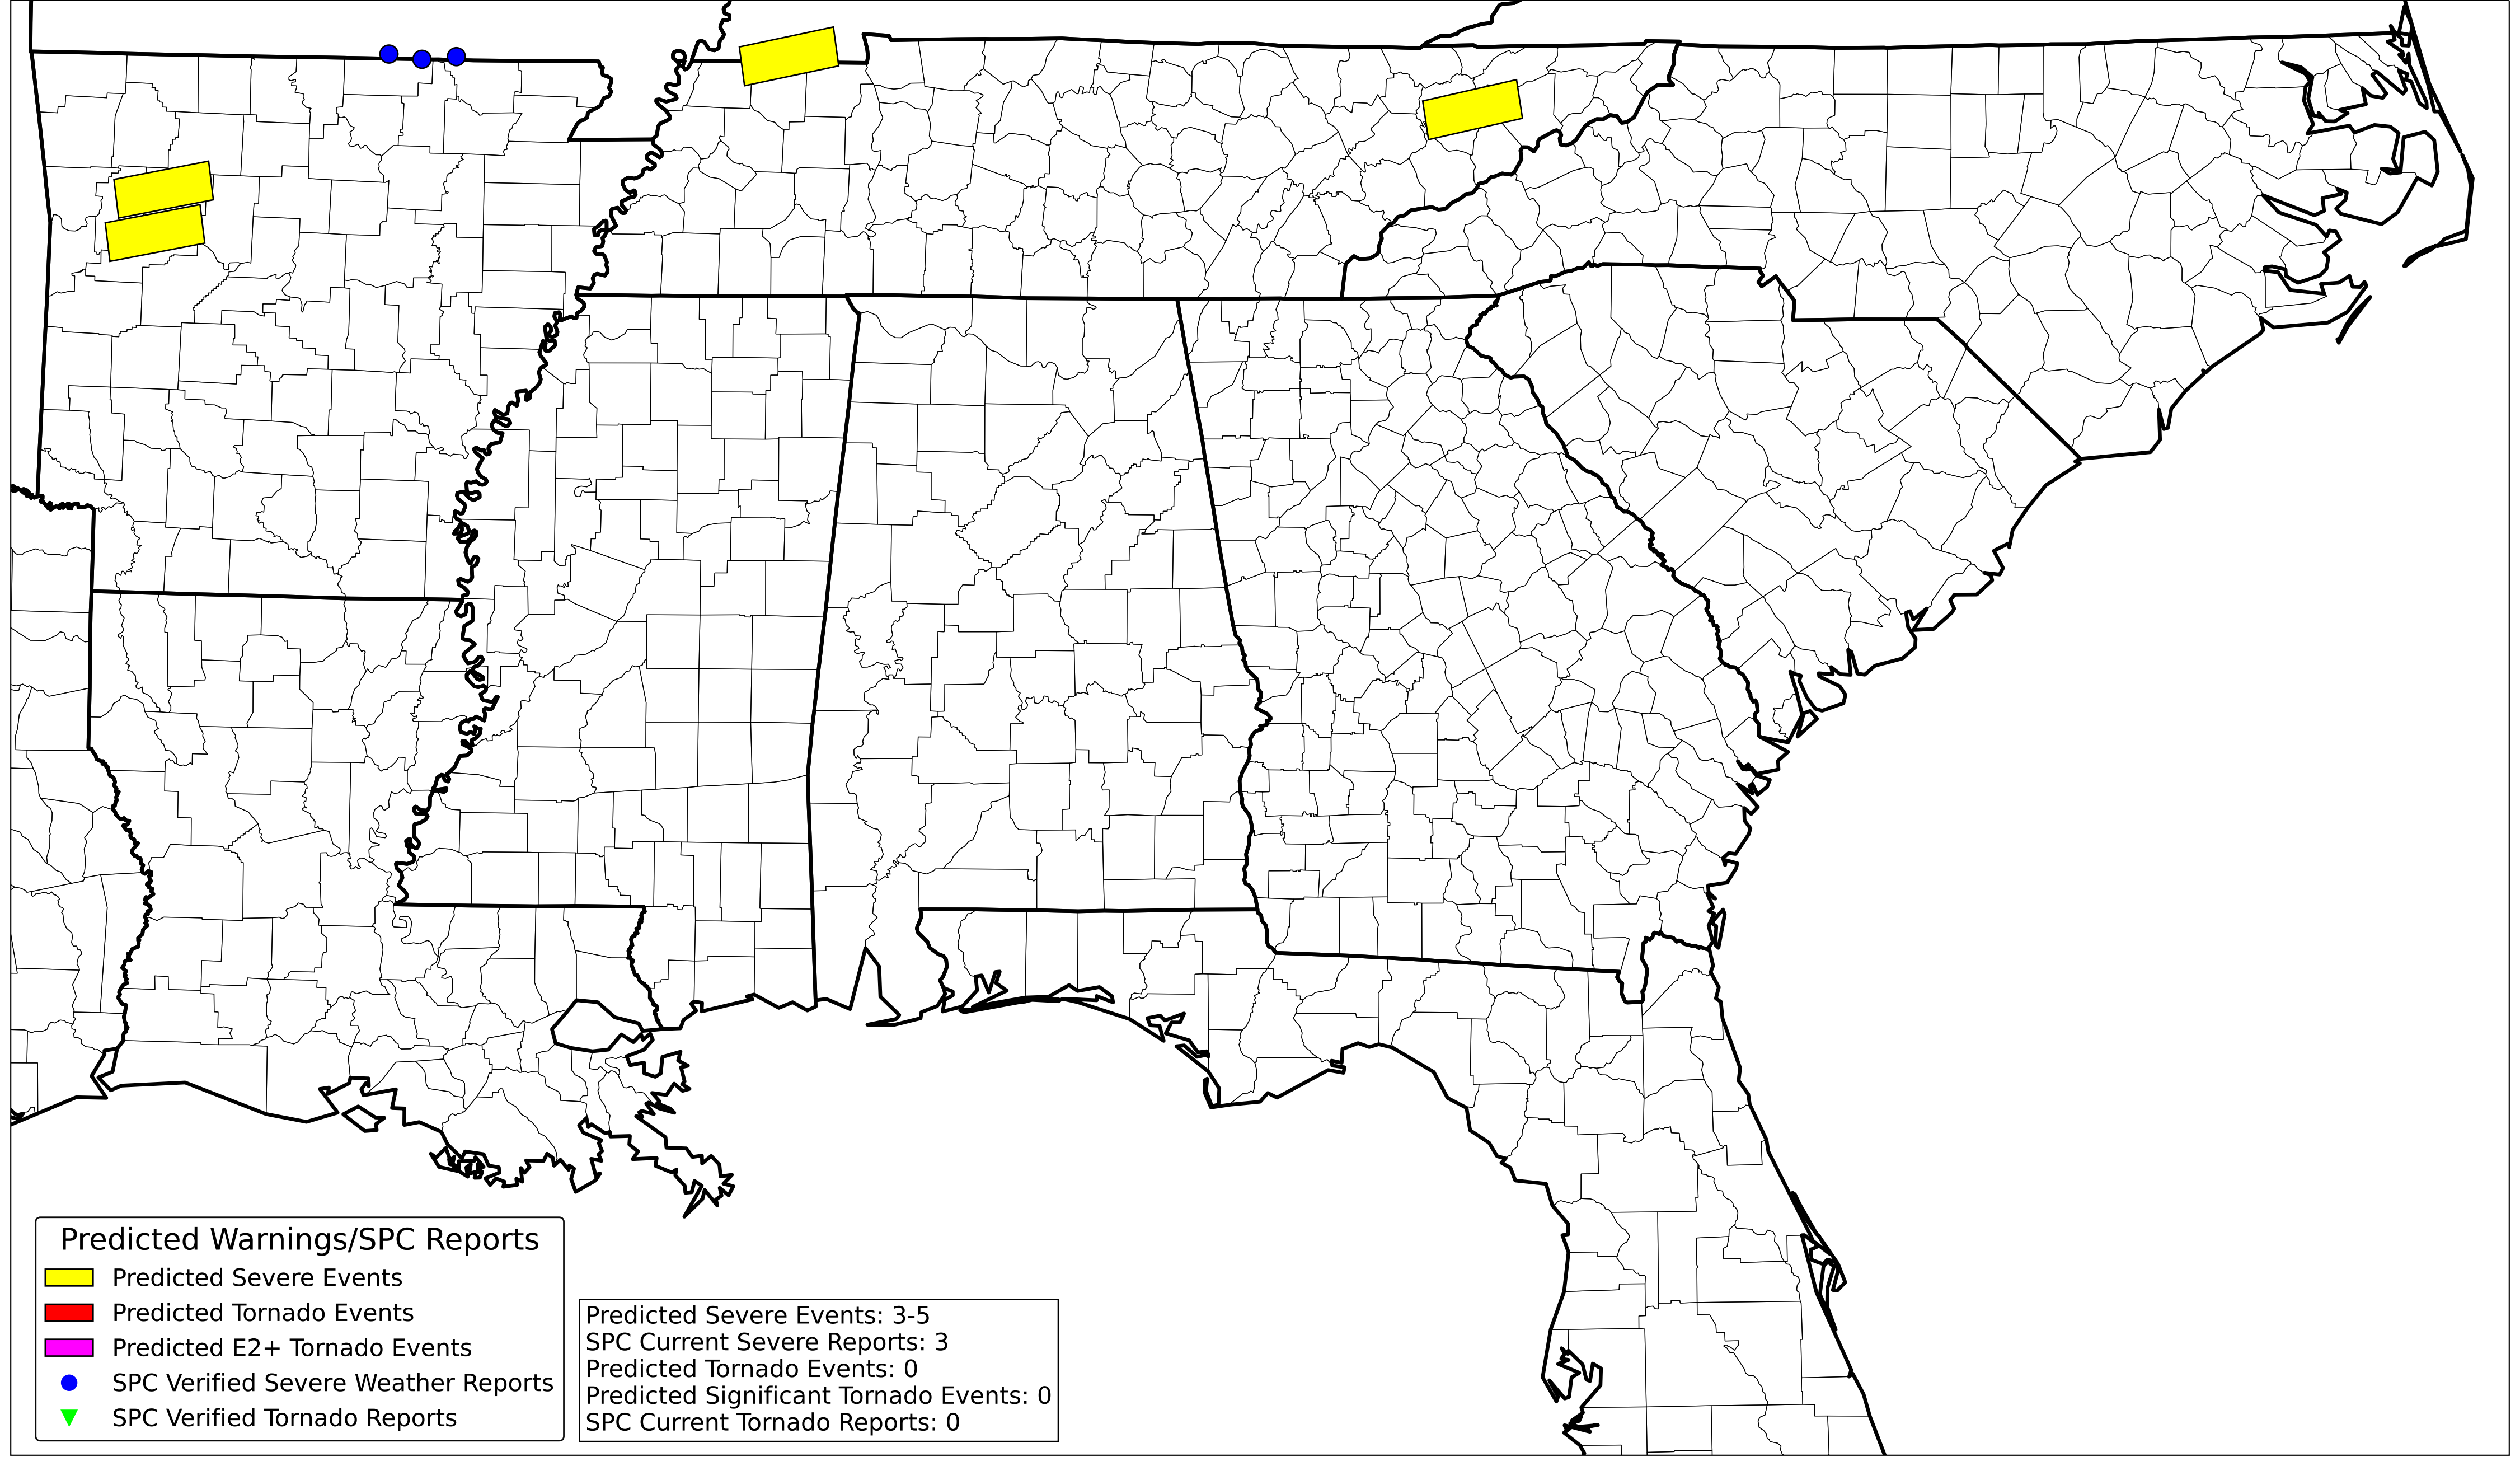 Predicted Warnings/SPC Reports
Predicted Severe Events
Predicted Tornado Events
Predicted E2+ Tornado Events
SPC Verified Severe Weather Reports
SPC Verified Tornado Reports
Predicted Severe Events: 3-5
SPC Current Severe Reports: 3
Predicted Tornado Events: 0
Predicted Significant Tornado Events: 0
SPC Current Tornado Reports: 0